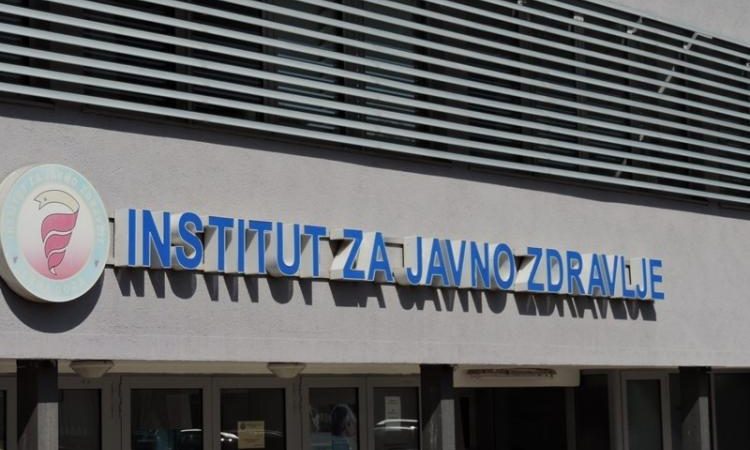 INSTITUT ZA JAVNO ZDRAVLJE